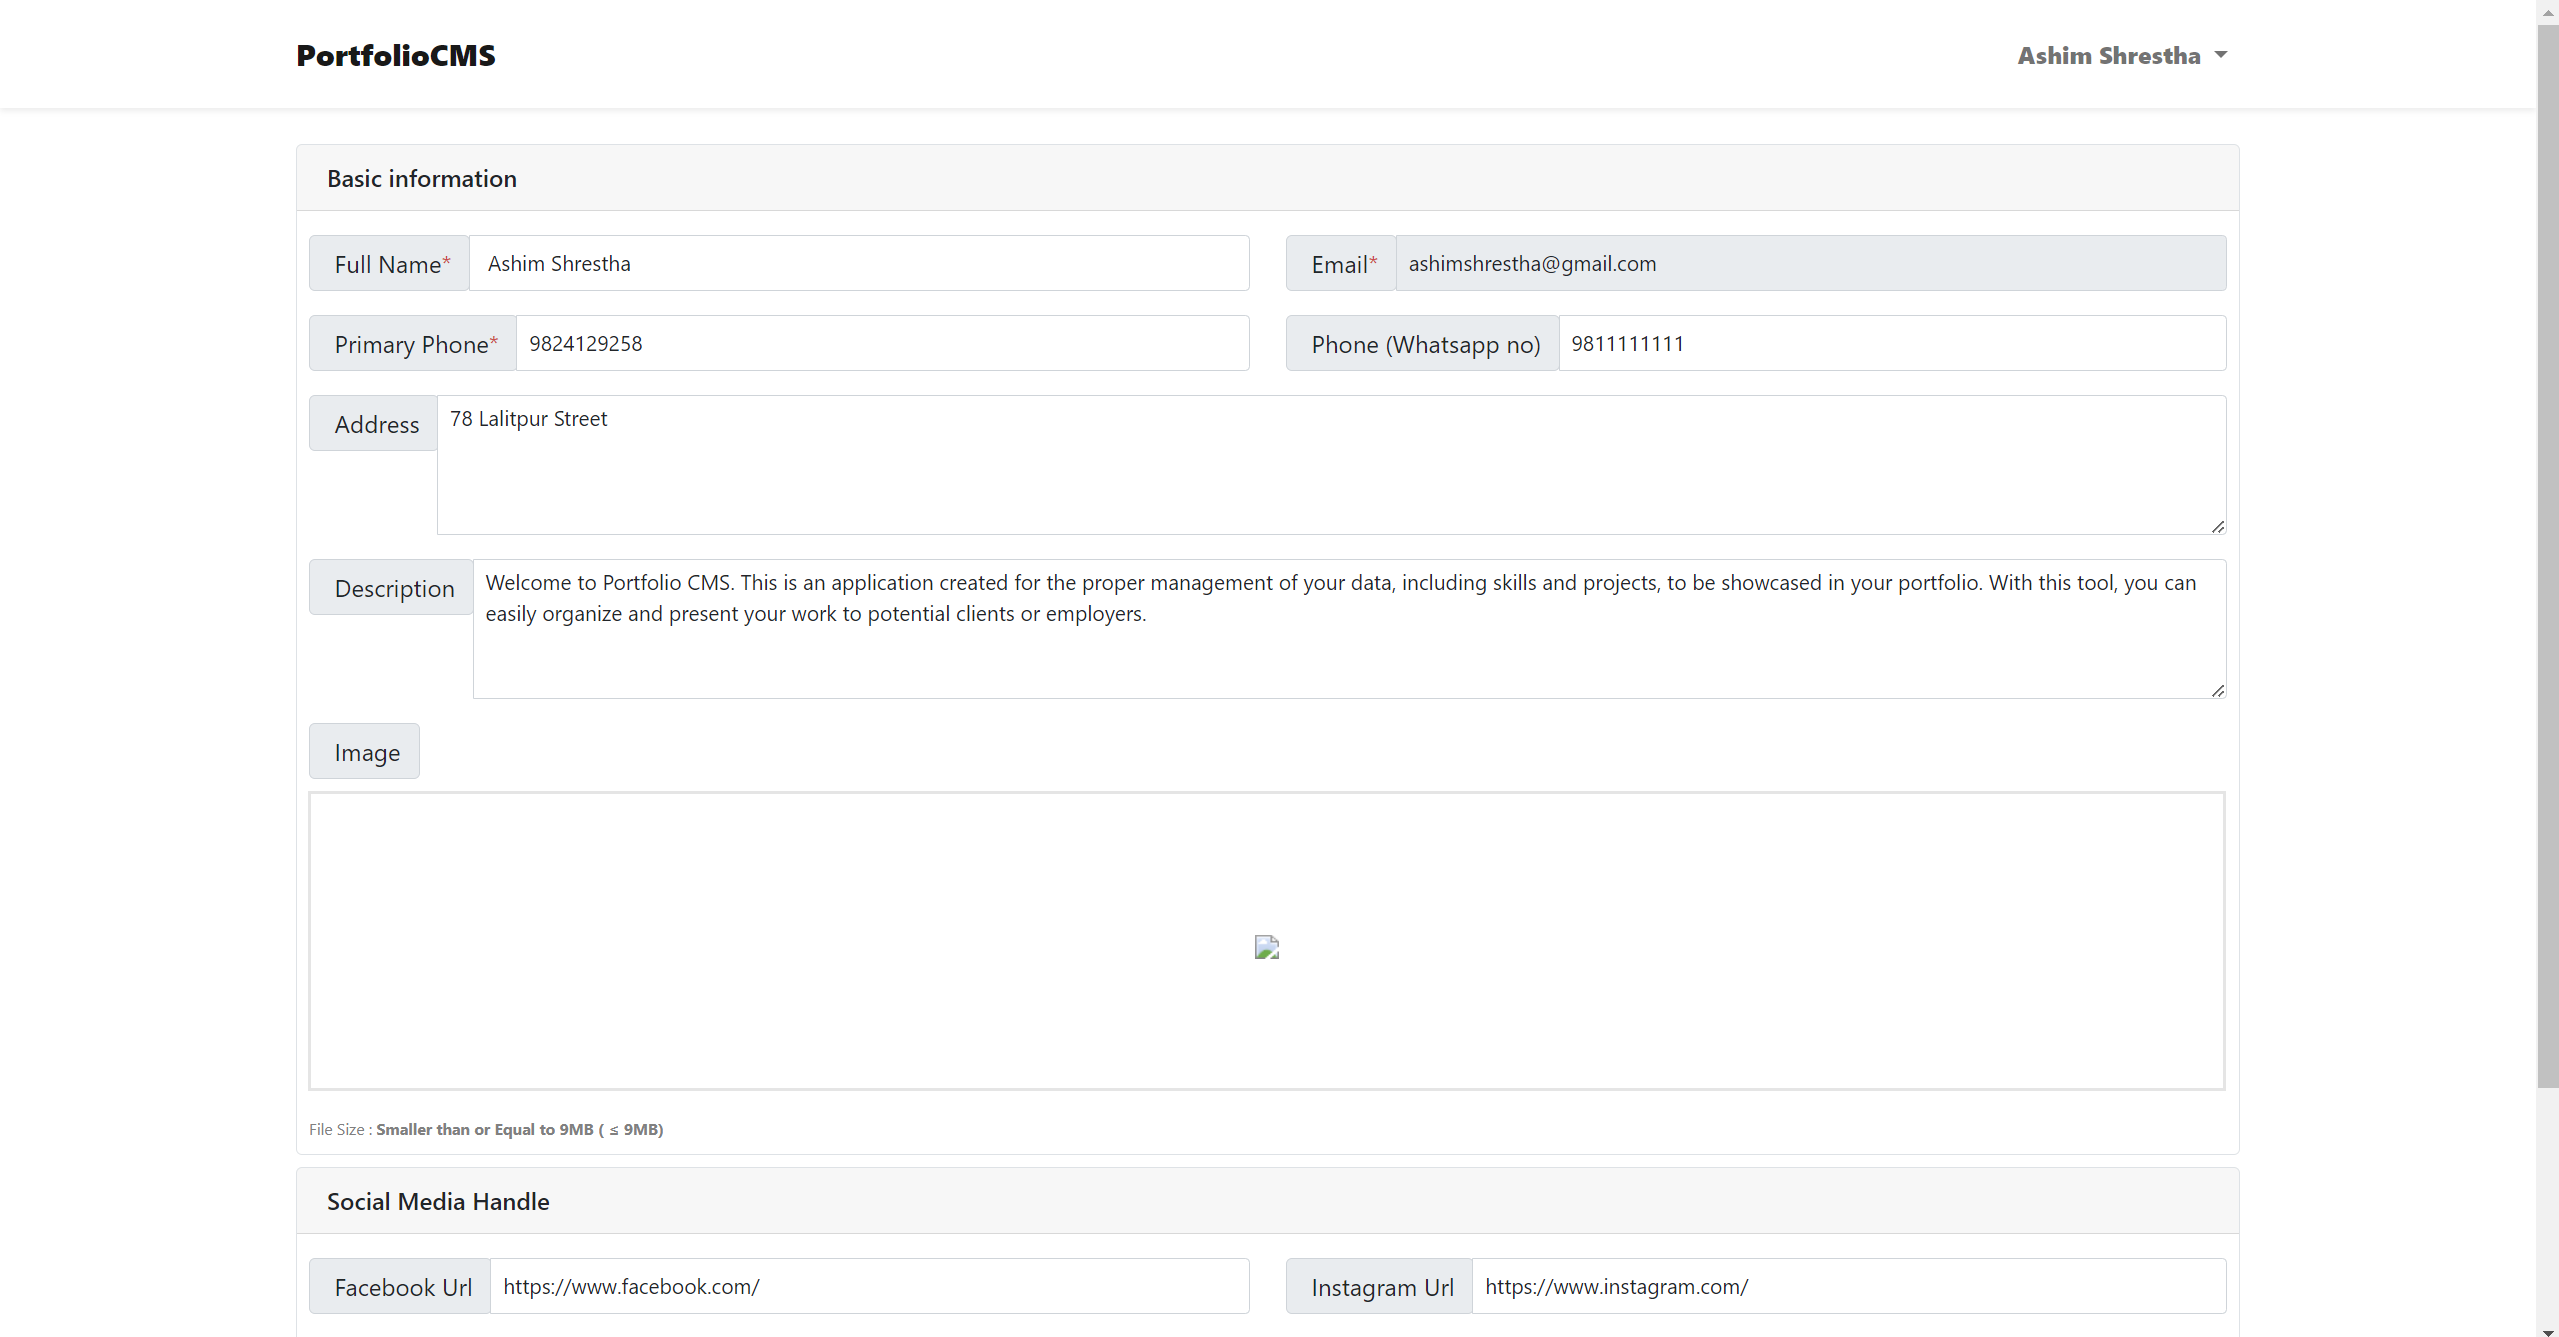 PortfolioCMS
Ashim Shrestha
Basic information
Full Name* Ashim Shrestha
Email* ashimshrestha@gmail.com
Primary Phone* 9824129258
Phone (Whatsapp no) 9811111111
Address 78 Lalitpur Street
Description Welcome to Portfolio CMS. This is an application created for the proper management of your data, including skills and projects, to be showcased in your portfolio. With this tool, you can
easily organize and present your work to potential clients or employers.
Image
File Size : Smaller than or Equal to 9MB ( ≤ 9MB)
Social Media Handle
Facebook Url https://www.facebook.com/
Instagram Url https://www.instagram.com/